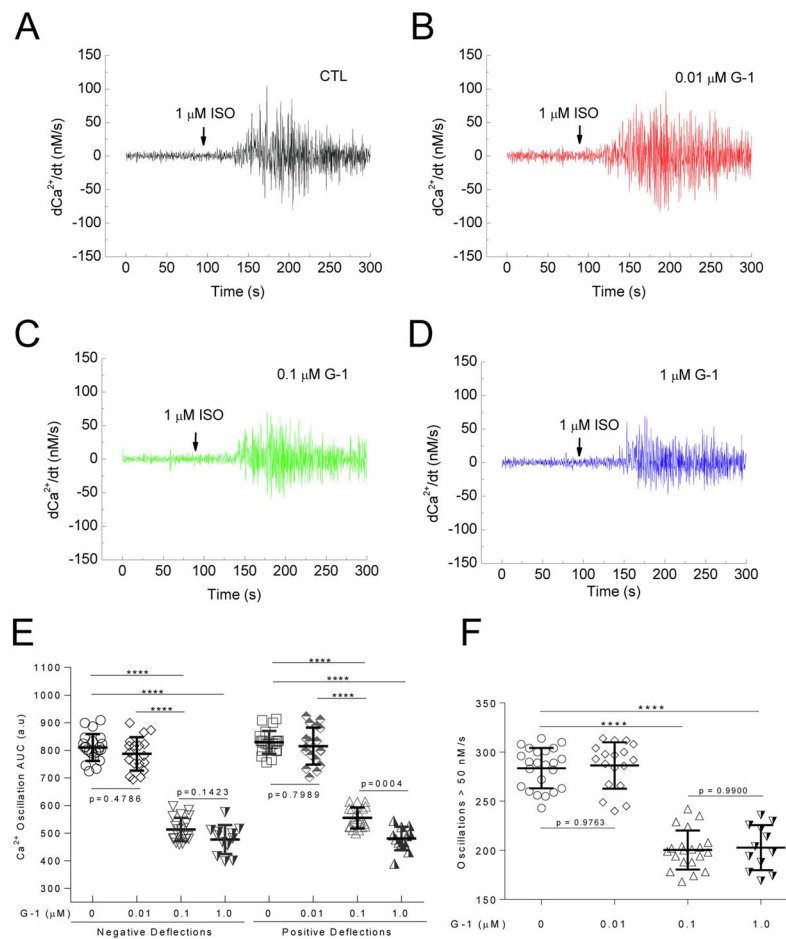 A
CTL
1 μM ISO
dCa2+/dt (nM/s)
150
100
50
0
-50
-100
-150
0 50 100 150 200 250 300
Time (s)
B
0.01 μM G-1
1 μM ISO
dCa2+/dt (nM/s)
150
100
50
0
-50
-100
-150
0 50 100 150 200 250 300
Time (s)
C
0.1 μM G-1
1 μM ISO
dCa2+/dt (nM/s)
150
100
50
0
-50
-100
-150
0 50 100 150 200 250 300
Time (s)
D
1 μM G-1
1 μM ISO
dCa2+/dt (nM/s)
150
100
50
0
-50
-100
-150
0 50 100 150 200 250 300
Time (s)
E
Ca2+ Oscillation AUC (a.u)
1100
1000
900
800
700
600
500
400
300
****
****
****
p=0.4786
p=0.1423
****
****
****
p=0.7989
p=0004
G-1 (μM) 0 0.01 0.1 1.0 0 0.01 0.1 1.0
Negative Deflections Positive Deflections
F
Oscillations > 50 nM/s
350
300
250
200
150
****
****
p = 0.9763
p = 0.9900
G-1 (μM) 0 0.01 0.1 1.0